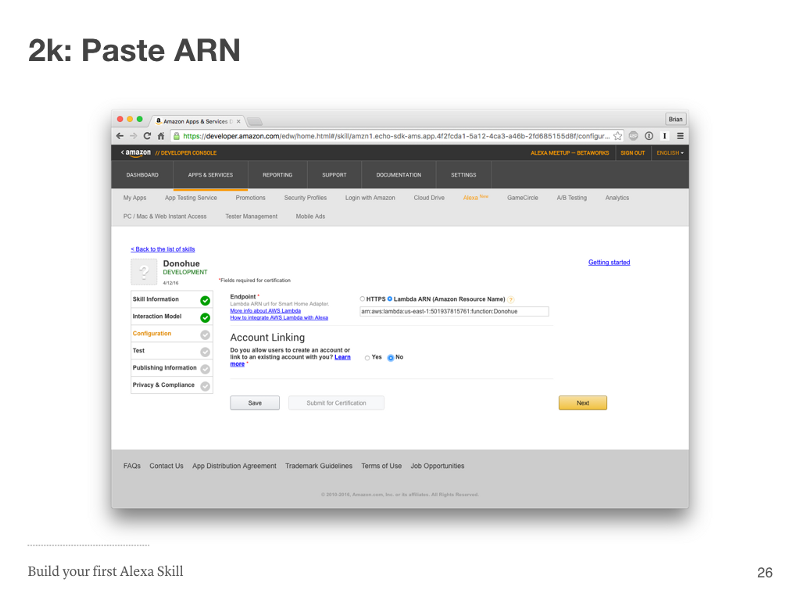 2k: Paste ARN
Amazon Apps & Services D
Brian
https://developer.amazon.com/edw/home.html#/skill/amzn1.echo-sdk-ams.app.4f2fcda1-5a12-4ca3-a46b-2fd685155d8f/configur...
< amazon // DEVELOPER CONSOLE
ALEXA MEETUP — BETAWORKS SIGN OUT ENGLISH
DASHBOARD APPS & SERVICES REPORTING SUPPORT DOCUMENTATION SETTINGS
My Apps App Testing Service Promotions Security Profiles Login with Amazon Cloud Drive Alexa Beta GameCircle A/B Testing Analytics
PC / Mac & Web Instant Access Tester Management Mobile Ads
< Back to the list of skills
Getting started
Donohue
DEVELOPMENT
4/12/16
*Fields required for certification
Skill Information
Interaction Model
Configuration
Test
Publishing Information
Privacy & Compliance
Endpoint *
Lambda ARN url for Smart Home Adapter.
More info about AWS Lambda
How to integrate AWS Lambda with Alexa
HTTPS Lambda ARN (Amazon Resource Name) ?
arn:aws:lambda:us-east-1:501937815761:function:Donohue
Account Linking
Do you allow users to create an account or
link to an existing account with you? Learn
more *
Yes No
Save Submit for Certification Next
FAQs Contact Us App Distribution Agreement Trademark Guidelines Terms of Use Job Opportunities
© 2010-2016, Amazon.com, Inc. or its affiliates. All Rights Reserved.
Build your first Alexa Skill
26